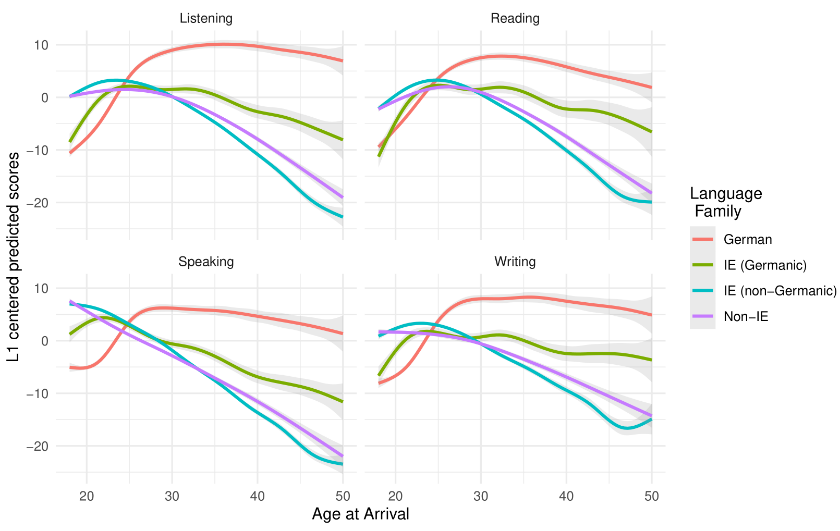 Listening
Reading
10
0
−10
−20
Speaking
Writing
10
0
−10
−20
20
30
40
50
20
30
40
50
Age at Arrival
L1 centered predicted scores
Language
Family
German
IE (Germanic)
IE (non−Germanic)
Non−IE